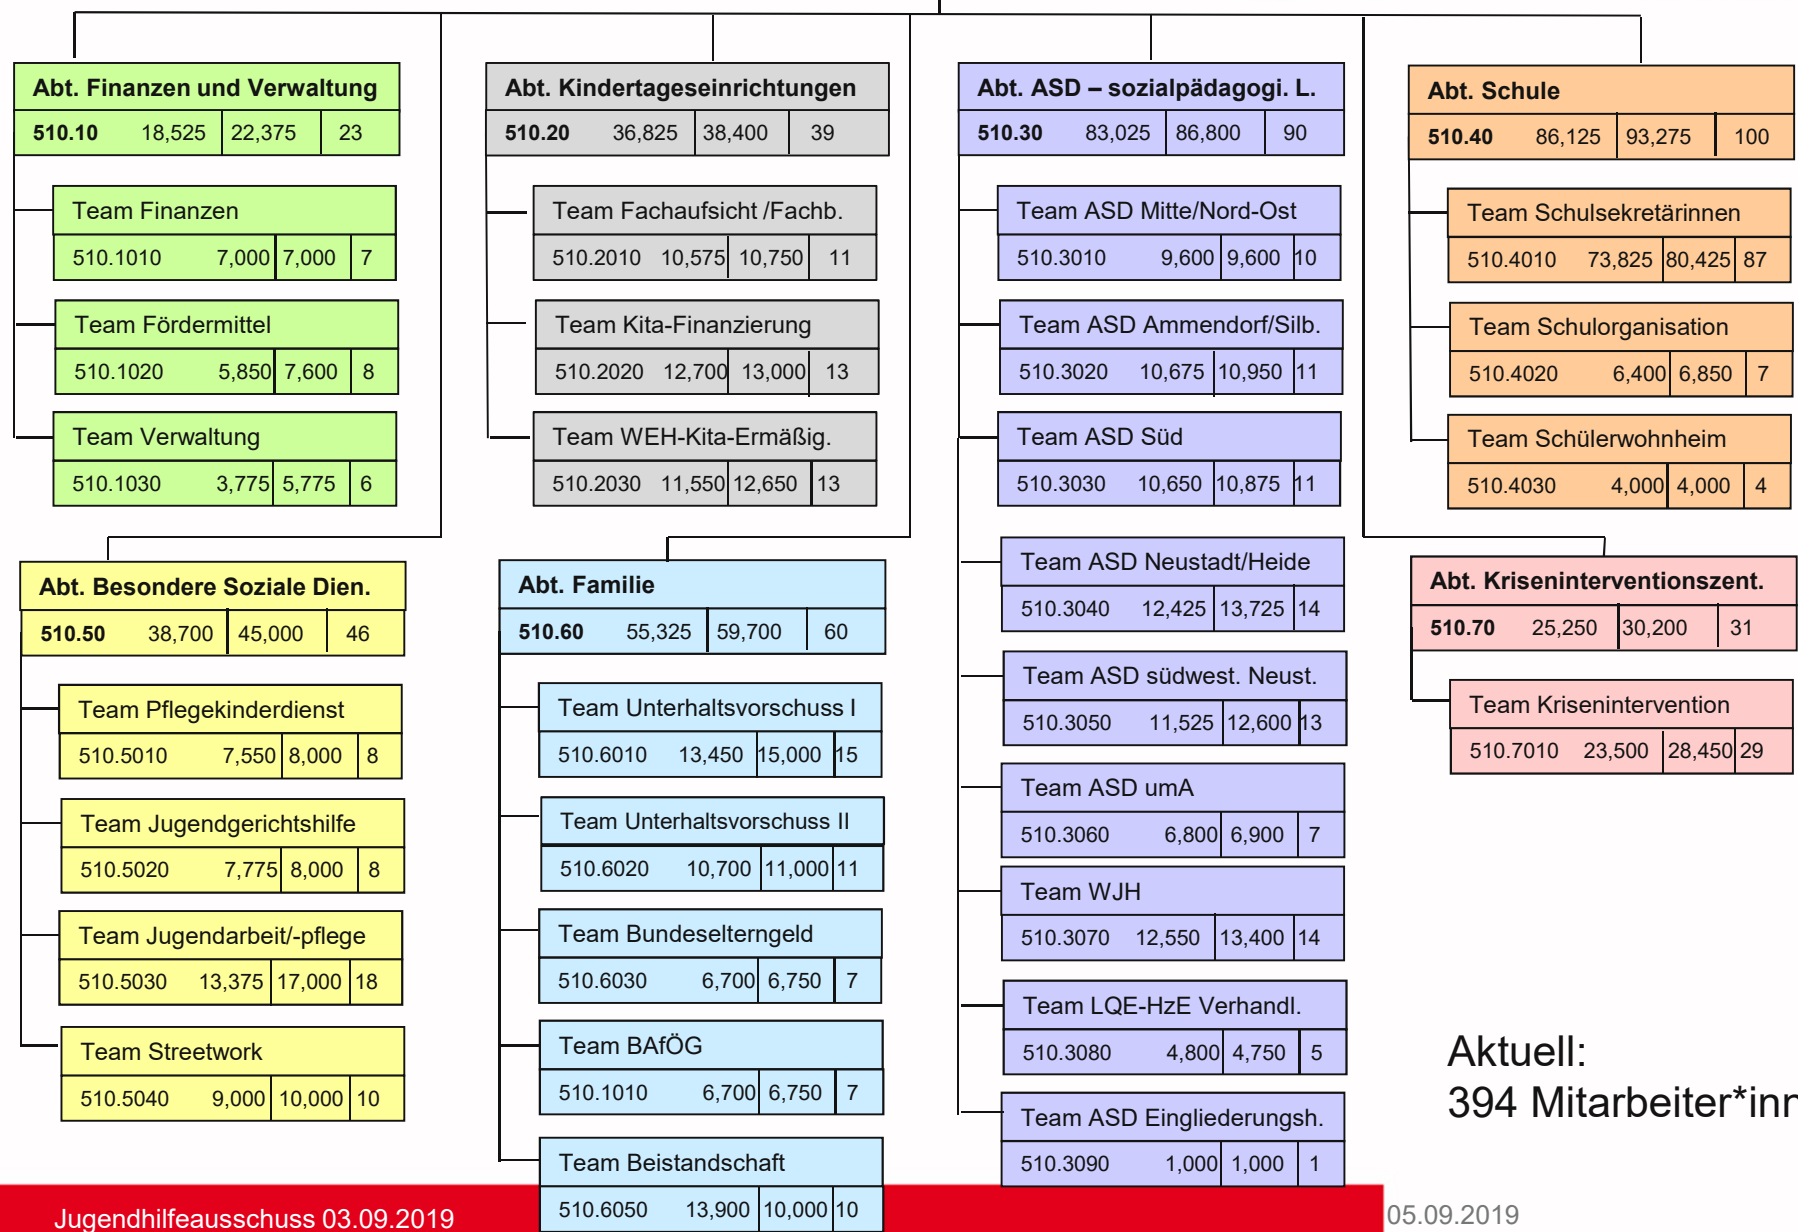 Abt. Finanzen und Verwaltung
510.10 18,525 22,375 23
Team Finanzen
510.1010 7,000 7,000 7
Team Fördermittel
510.1020 5,850 7,600 8
Team Verwaltung
510.1030 3,775 5,775 6
Abt. Kindertageseinrichtungen
510.20 36,825 38,400 39
Team Fachaufsicht /Fachb.
510.2010 10,575 10,750 11
Team Kita-Finanzierung
510.2020 12,700 13,000 13
Team WEH-Kita-Ermäßig.
510.2030 11,550 12,650 13
Abt. ASD – sozialpädagogi. L.
510.30 83,025 86,800 90
Team ASD Mitte/Nord-Ost
510.3010 9,600 9,600 10
Team ASD Ammendorf/Silb.
510.3020 10,675 10,950 11
Team ASD Süd
510.3030 10,650 10,875 11
Team ASD Neustadt/Heide
510.3040 12,425 13,725 14
Team ASD südwest. Neust.
510.3050 11,525 12,600 13
Team ASD umA
510.3060 6,800 6,900 7
Team WJH
510.3070 12,550 13,400 14
Team LQE-HzE Verhandl.
510.3080 4,800 4,750 5
Team ASD Eingliederungsh.
510.3090 1,000 1,000 1
Abt. Schule
510.40 86,125 93,275 100
Team Schulsekretärinnen
510.4010 73,825 80,425 87
Team Schulorganisation
510.4020 6,400 6,850 7
Team Schülerwohnheim
510.4030 4,000 4,000 4
Abt. Besondere Soziale Dien.
510.50 38,700 45,000 46
Team Pflegekinderdienst
510.5010 7,550 8,000 8
Team Jugendgerichtshilfe
510.5020 7,775 8,000 8
Team Jugendarbeit/-pflege
510.5030 13,375 17,000 18
Team Streetwork
510.5040 9,000 10,000 10
Abt. Familie
510.60 55,325 59,700 60
Team Unterhaltsvorschuss I
510.6010 13,450 15,000 15
Team Unterhaltsvorschuss II
510.6020 10,700 11,000 11
Team Bundeselterngeld
510.6030 6,700 6,750 7
Team BAfÖG
510.1010 6,700 6,750 7
Team Beistandschaft
510.6050 13,900 10,000 10
Abt. Kriseninterventionszent.
510.70 25,250 30,200 31
Team Krisenintervention
510.7010 23,500 28,450 29
Aktuell:
394 Mitarbeiter*inn
Jugendhilfeausschuss 03.09.2019
05.09.2019